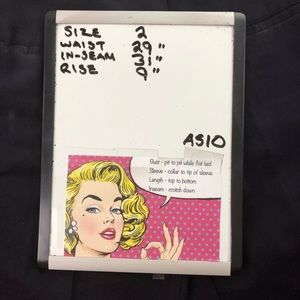 SIZE 2
WAIST 29"
IN-SEAM 31"
RISE 9"
AS10
Bust - pit to pit while flat laid
Sleeve - collar to tip of sleeve
Length - top to bottom
Inseam - crotch down